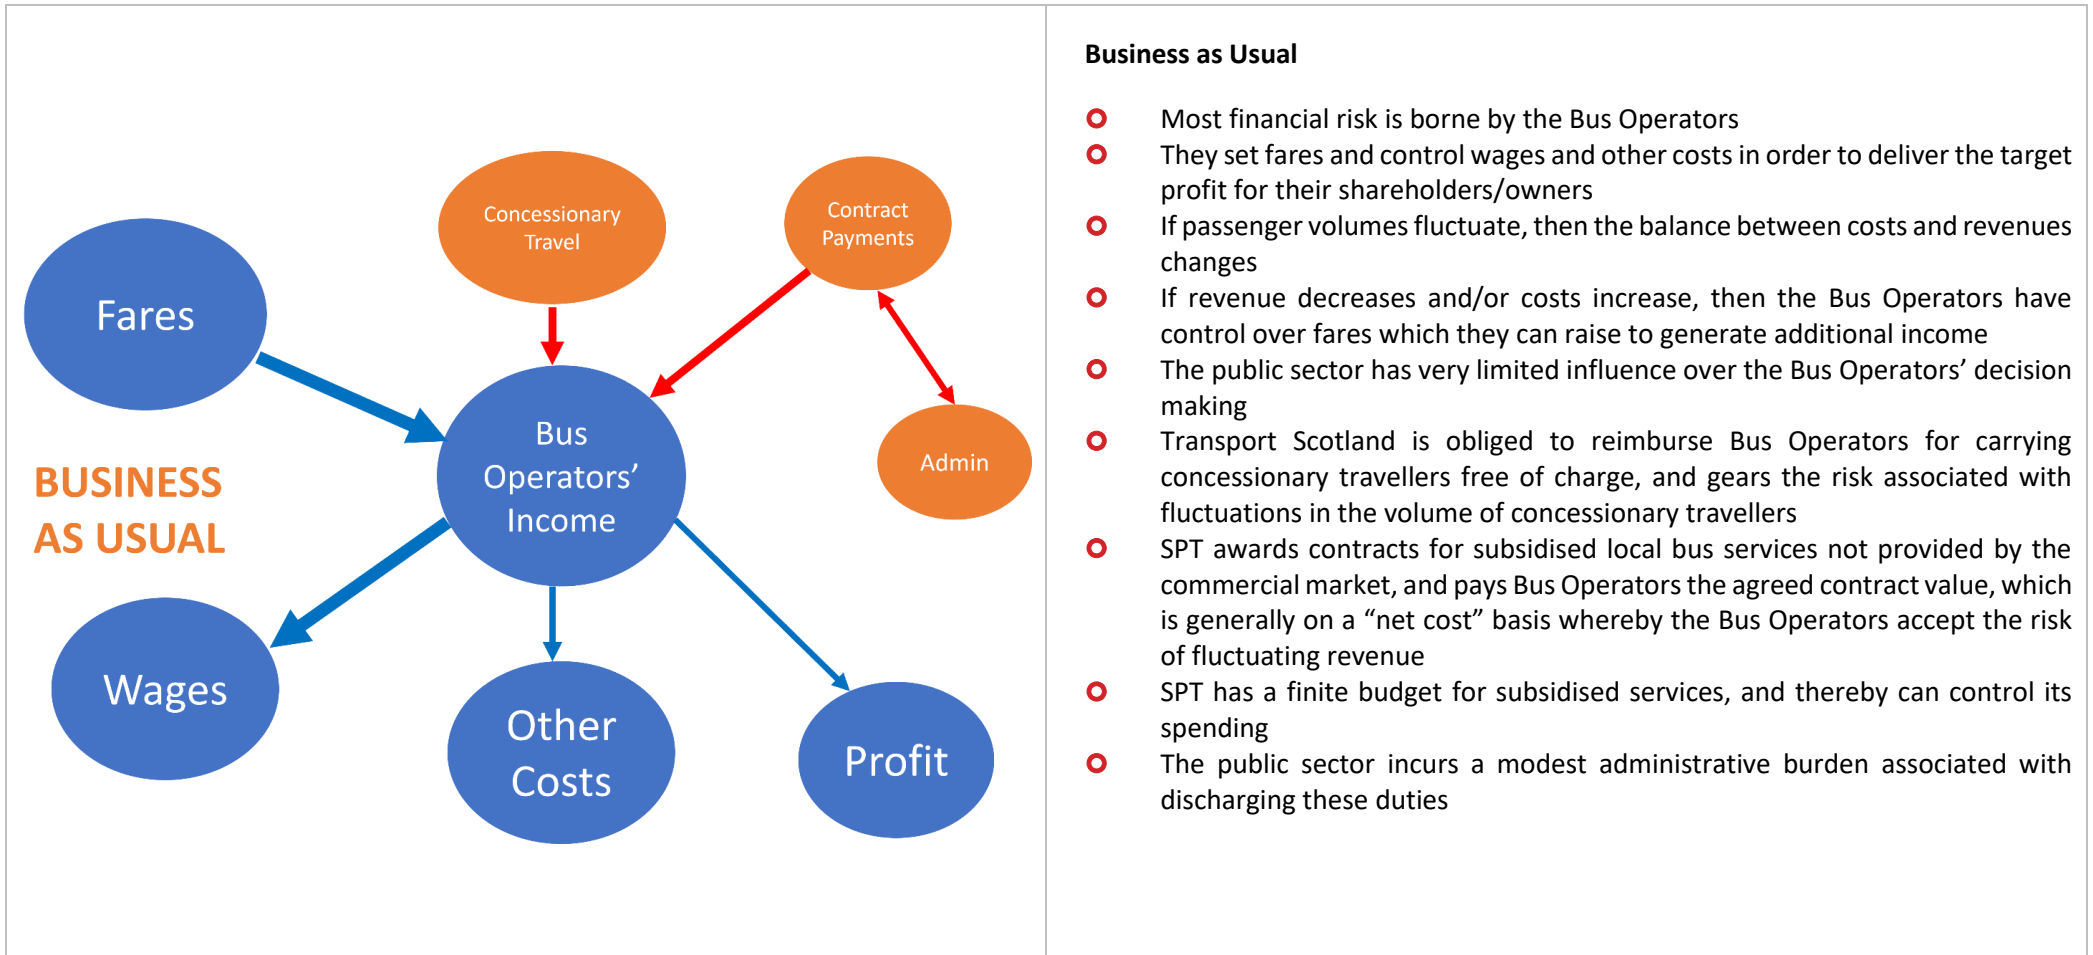 Fares
Concessionary
Travel
Contract
Payments
Bus
Operators’
Income
Admin
BUSINESS
AS USUAL
Wages
Other
Costs
Profit
Business as Usual
Most financial risk is borne by the Bus Operators
They set fares and control wages and other costs in order to deliver the target
profit for their shareholders/owners
If passenger volumes fluctuate, then the balance between costs and revenues
changes
If revenue decreases and/or costs increase, then the Bus Operators have
control over fares which they can raise to generate additional income
The public sector has very limited influence over the Bus Operators’ decision
making
Transport Scotland is obliged to reimburse Bus Operators for carrying
concessionary travellers free of charge, and gears the risk associated with
fluctuations in the volume of concessionary travellers
SPT awards contracts for subsidised local bus services not provided by the
commercial market, and pays Bus Operators the agreed contract value, which
is generally on a “net cost” basis whereby the Bus Operators accept the risk
of fluctuating revenue
SPT has a finite budget for subsidised services, and thereby can control its
spending
The public sector incurs a modest administrative burden associated with
discharging these duties